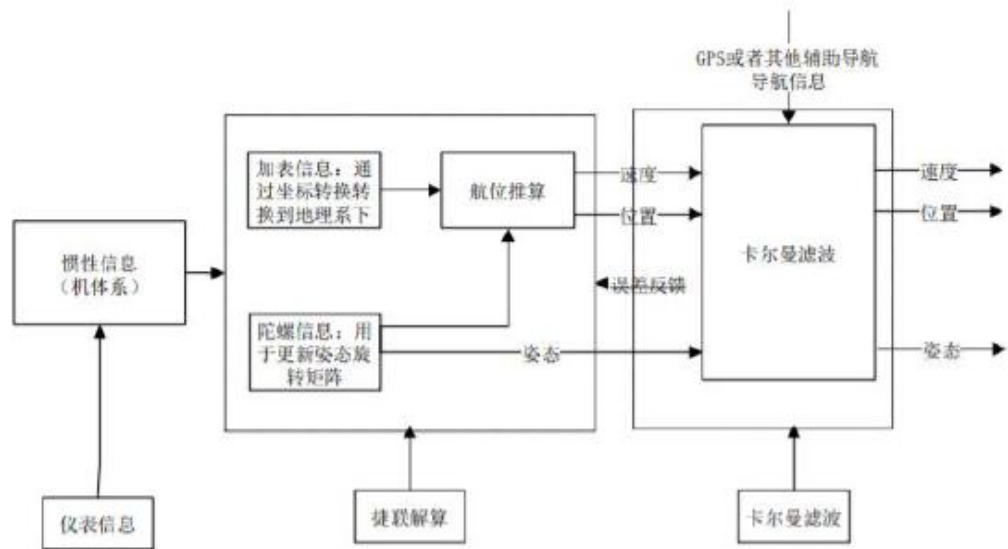 GPS或者其他辅助导航
导航信息
加表信息：通
过坐标转换转
换到地理系下
航位推算
速度
位置
惯性信息
（机体系）
卡尔曼滤波
速度
位置
误差反馈
陀螺信息：用
于更新姿态旋
转矩阵
姿态
姿态
仪表信息
捷联解算
卡尔曼滤波